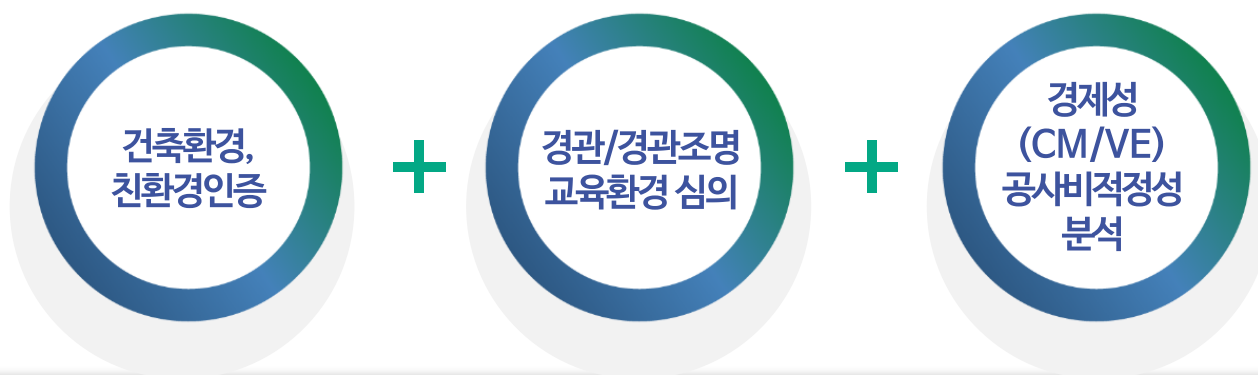 건축환경,
친환경인증
+
경관/경관조명
교육환경 심의
+
경제성
(CM/VE)
공사비적정성
분석